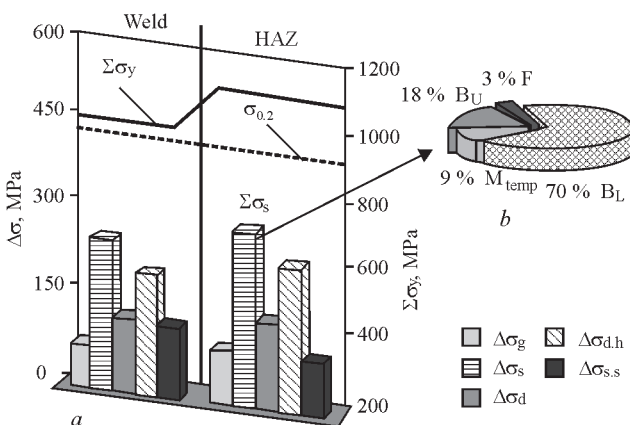 Weld
HAZ
Δσ, MPa
600
450
300
150
0
Σσy
σ0.2
Σσs
1200
1000
800
600
400
200
Σσy, MPa
a
3 % F
18 % BU
9 % Mtemp
70 % BL
b
Δσg
Δσd.h
Δσs
Δσs.s
Δσd